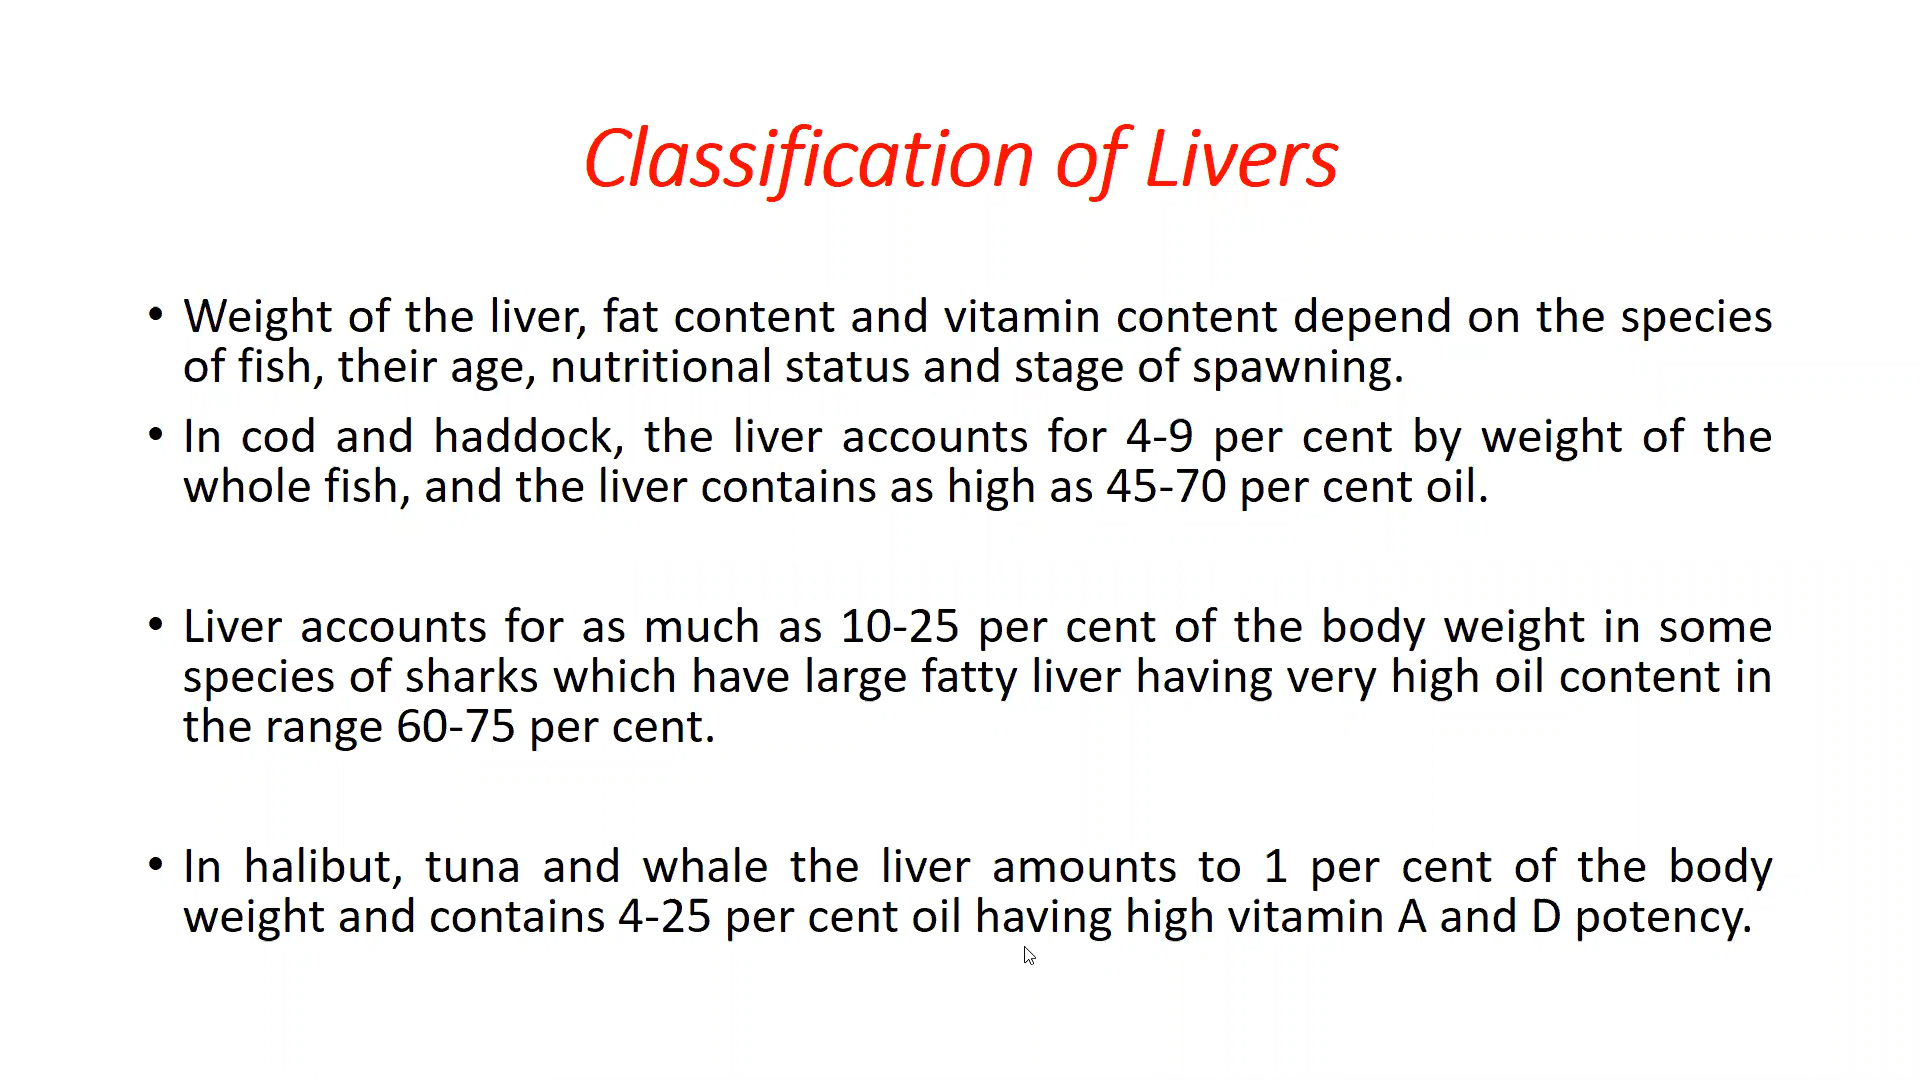 Classification of Livers
• Weight of the liver, fat content and vitamin content depend on the species
of fish, their age, nutritional status and stage of spawning.
• In cod and haddock, the liver accounts for 4-9 per cent by weight of the
whole fish, and the liver contains as high as 45-70 per cent oil.
• Liver accounts for as much as 10-25 per cent of the body weight in some
species of sharks which have large fatty liver having very high oil content in
the range 60-75 per cent.
• In halibut, tuna and whale the liver amounts to 1 per cent of the body
weight and contains 4-25 per cent oil having high vitamin A and D potency.